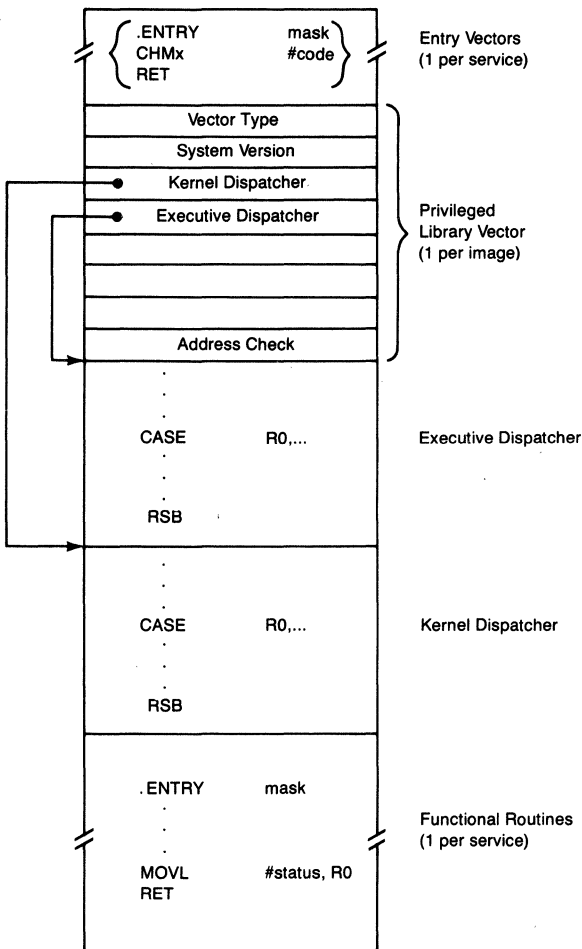 .ENTRY mask
CHMx #code
RET
Entry Vectors
(1 per service)
Vector Type
System Version
Kernel Dispatcher
Executive Dispatcher
Privileged
Library Vector
(1 per image)
Address Check
CASE R0,...
Executive Dispatcher
RSB
CASE R0,...
Kernel Dispatcher
RSB
.ENTRY mask
Functional Routines
(1 per service)
MOVL #status, R0
RET